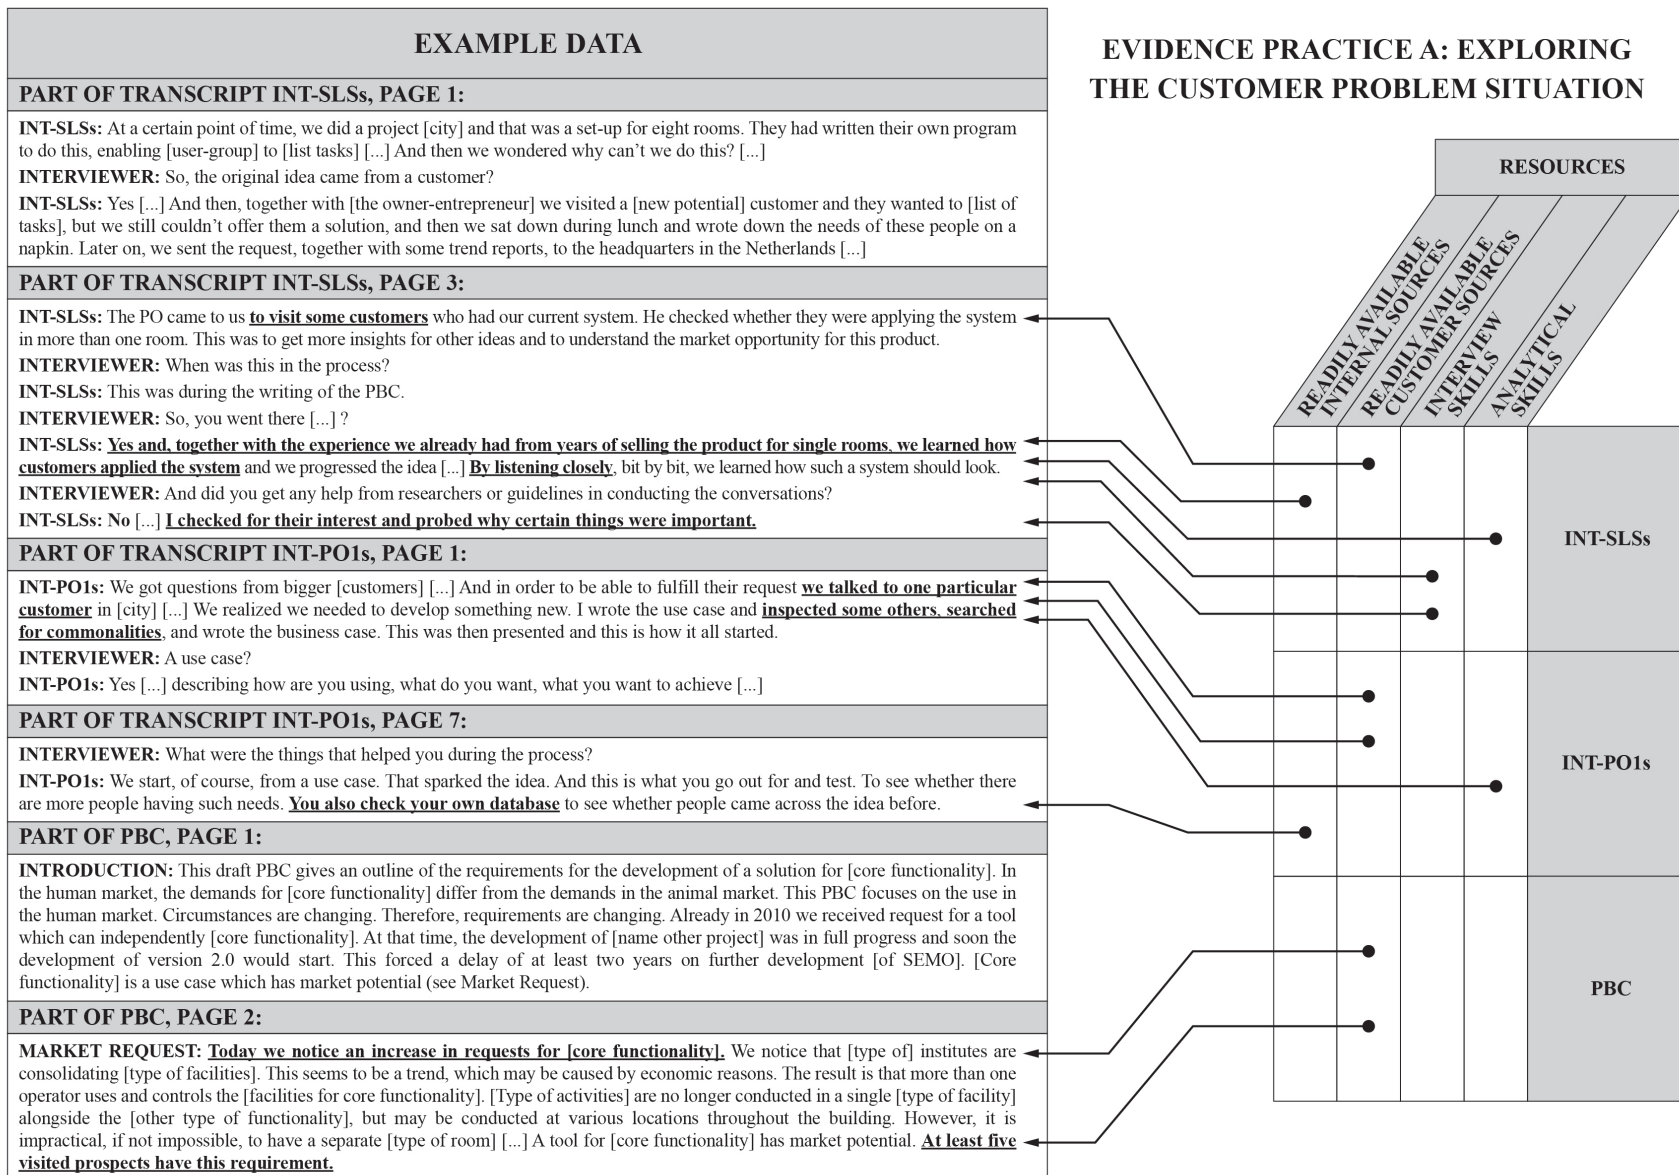 EXAMPLE DATA
PART OF TRANSCRIPT INT-SLSs, PAGE 1:
INT-SLSs: At a certain point of time, we did a project [city] and that was a set-up for eight rooms. They had written their own program
to do this, enabling [user-group] to [list tasks] [...] And then we wondered why can’t we do this? [...]
INTERVIEWER: So, the original idea came from a customer?
INT-SLSs: Yes [...] And then, together with [the owner-entrepreneur] we visited a [new potential] customer and they wanted to [list of
tasks], but we still couldn’t offer them a solution, and then we sat down during lunch and wrote down the needs of these people on a
napkin. Later on, we sent the request, together with some trend reports, to the headquarters in the Netherlands [...]
PART OF TRANSCRIPT INT-SLSs, PAGE 3:
INT-SLSs: The PO came to us to visit some customers who had our current system. He checked whether they were applying the system
in more than one room. This was to get more insights for other ideas and to understand the market opportunity for this product.
INTERVIEWER: When was this in the process?
INT-SLSs: This was during the writing of the PBC.
INTERVIEWER: So, you went there [...] ?
INT-SLSs: Yes and, together with the experience we already had from years of selling the product for single rooms, we learned how
customers applied the system and we progressed the idea [...] By listening closely, bit by bit, we learned how such a system should look.
INTERVIEWER: And did you get any help from researchers or guidelines in conducting the conversations?
INT-SLSs: No [...] I checked for their interest and probed why certain things were important.
PART OF TRANSCRIPT INT-PO1s, PAGE 1:
INT-PO1s: We got questions from bigger [customers] [...] And in order to be able to fulfill their request we talked to one particular
customer in [city] [...] We realized we needed to develop something new. I wrote the use case and inspected some others, searched
for commonalities, and wrote the business case. This was then presented and this is how it all started.
INTERVIEWER: A use case?
INT-PO1s: Yes [...] describing how are you using, what do you want, what you want to achieve [...]
PART OF TRANSCRIPT INT-PO1s, PAGE 7:
INTERVIEWER: What were the things that helped you during the process?
INT-PO1s: We start, of course, from a use case. That sparked the idea. And this is what you go out for and test. To see whether there
are more people having such needs. You also check your own database to see whether people came across the idea before.
PART OF PBC, PAGE 1:
INTRODUCTION: This draft PBC gives an outline of the requirements for the development of a solution for [core functionality]. In
the human market, the demands for [core functionality] differ from the demands in the animal market. This PBC focuses on the use in
the human market. Circumstances are changing. Therefore, requirements are changing. Already in 2010 we received request for a tool
which can independently [core functionality]. At that time, the development of [name other project] was in full progress and soon the
development of version 2.0 would start. This forced a delay of at least two years on further development [of SEMO]. [Core
functionality] is a use case which has market potential (see Market Request).
PART OF PBC, PAGE 2:
MARKET REQUEST: Today we notice an increase in requests for [core functionality]. We notice that [type of] institutes are
consolidating [type of facilities]. This seems to be a trend, which may be caused by economic reasons. The result is that more than one
operator uses and controls the [facilities for core functionality]. [Type of activities] are no longer conducted in a single [type of facility]
alongside the [other type of functionality], but may be conducted at various locations throughout the building. However, it is
impractical, if not impossible, to have a separate [type of room] [...] A tool for [core functionality] has market potential. At least five
visited prospects have this requirement.
EVIDENCE PRACTICE A: EXPLORING
THE CUSTOMER PROBLEM SITUATION
RESOURCES
READILY AVAILABLE
INTERNAL SOURCES
READILY AVAILABLE
CUSTOMER SOURCES
INTERVIEW
SKILLS
ANALYTICAL
SKILLS
INT-SLSs
INT-PO1s
PBC